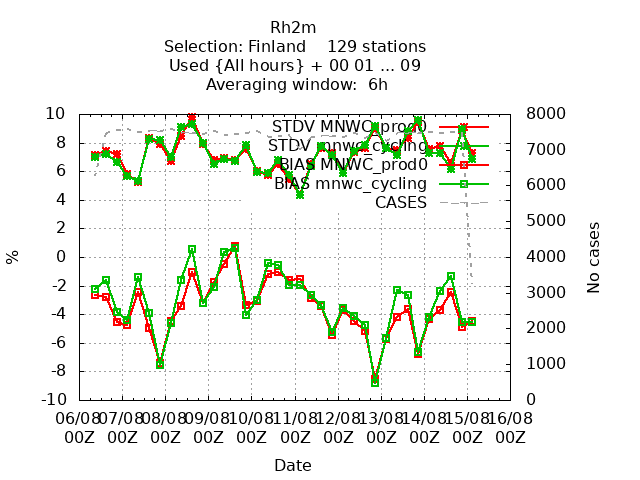 Rh2m
Selection: Finland    129 stations
Used {All hours} + 00 01 ... 09
Averaging window:  6h
10 8000
8 7000
6 6000
4 5000
2
0 4000
-2 3000
-4 2000
-6
-8 1000
-10 0
STDV MNWC_prod0
STDV mnwc_cycling
BIAS MNWC_prod0
BIAS mnwc_cycling
CASES
%
No cases
06/08 07/08 08/08 09/08 10/08 11/08 12/08 13/08 14/08 15/08 16/08
00Z 00Z 00Z 00Z 00Z 00Z 00Z 00Z 00Z 00Z 00Z
Date